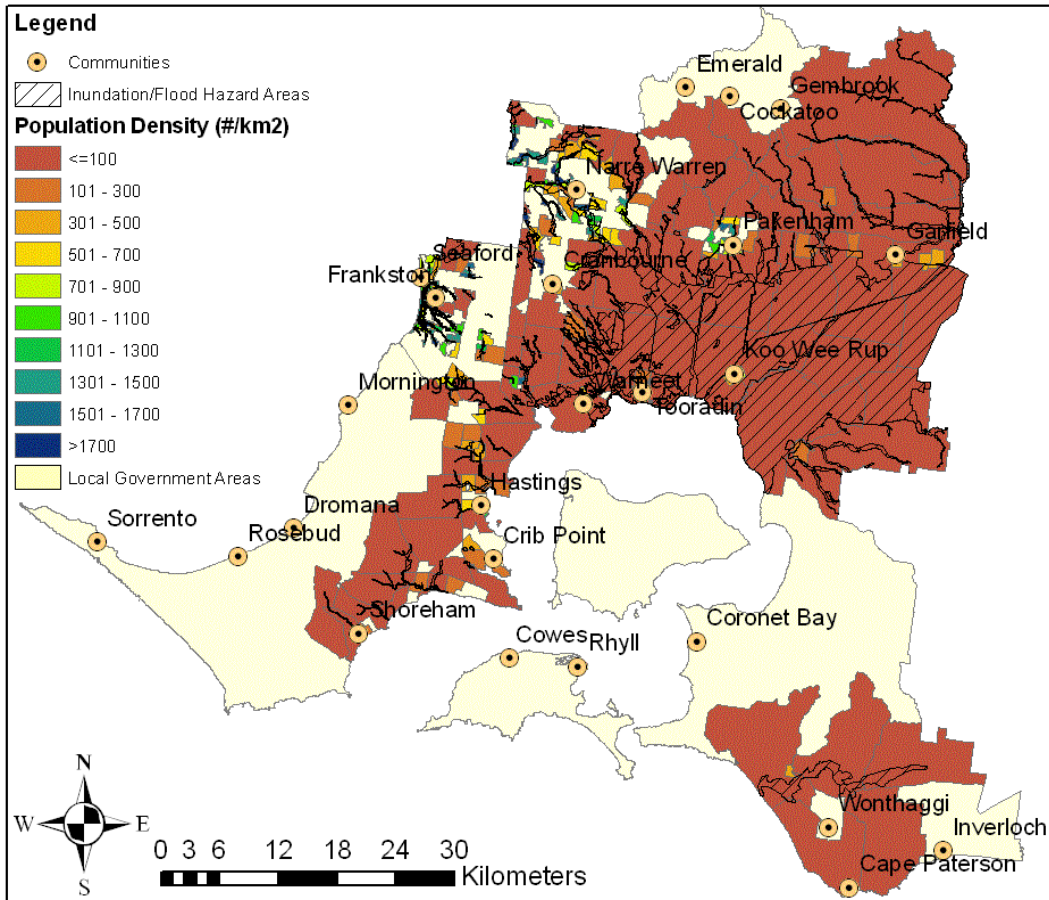 Legend
Communities
Inundation/Flood Hazard Areas
Population Density (#/km2)
<=100
101 - 300
301 - 500
501 - 700
701 - 900
901 - 1100
1101 - 1300
1301 - 1500
1501 - 1700
>1700
Local Government Areas
Emerald
Gembrook
Cockatoo
Narre Warren
Pakenham
Garfield
Seaford
Cranbourne
Frankston
Koo Wee Rup
Mornington
Warneet
Tooradin
Hastings
Dromana
Sorrento
Rosebud
Crib Point
Shoreham
Coronet Bay
Cowes
Rhyll
Wonthaggi
Inverloch
Cape Paterson
N
W
E
S
0 3 6 12 18 24 30
Kilometers